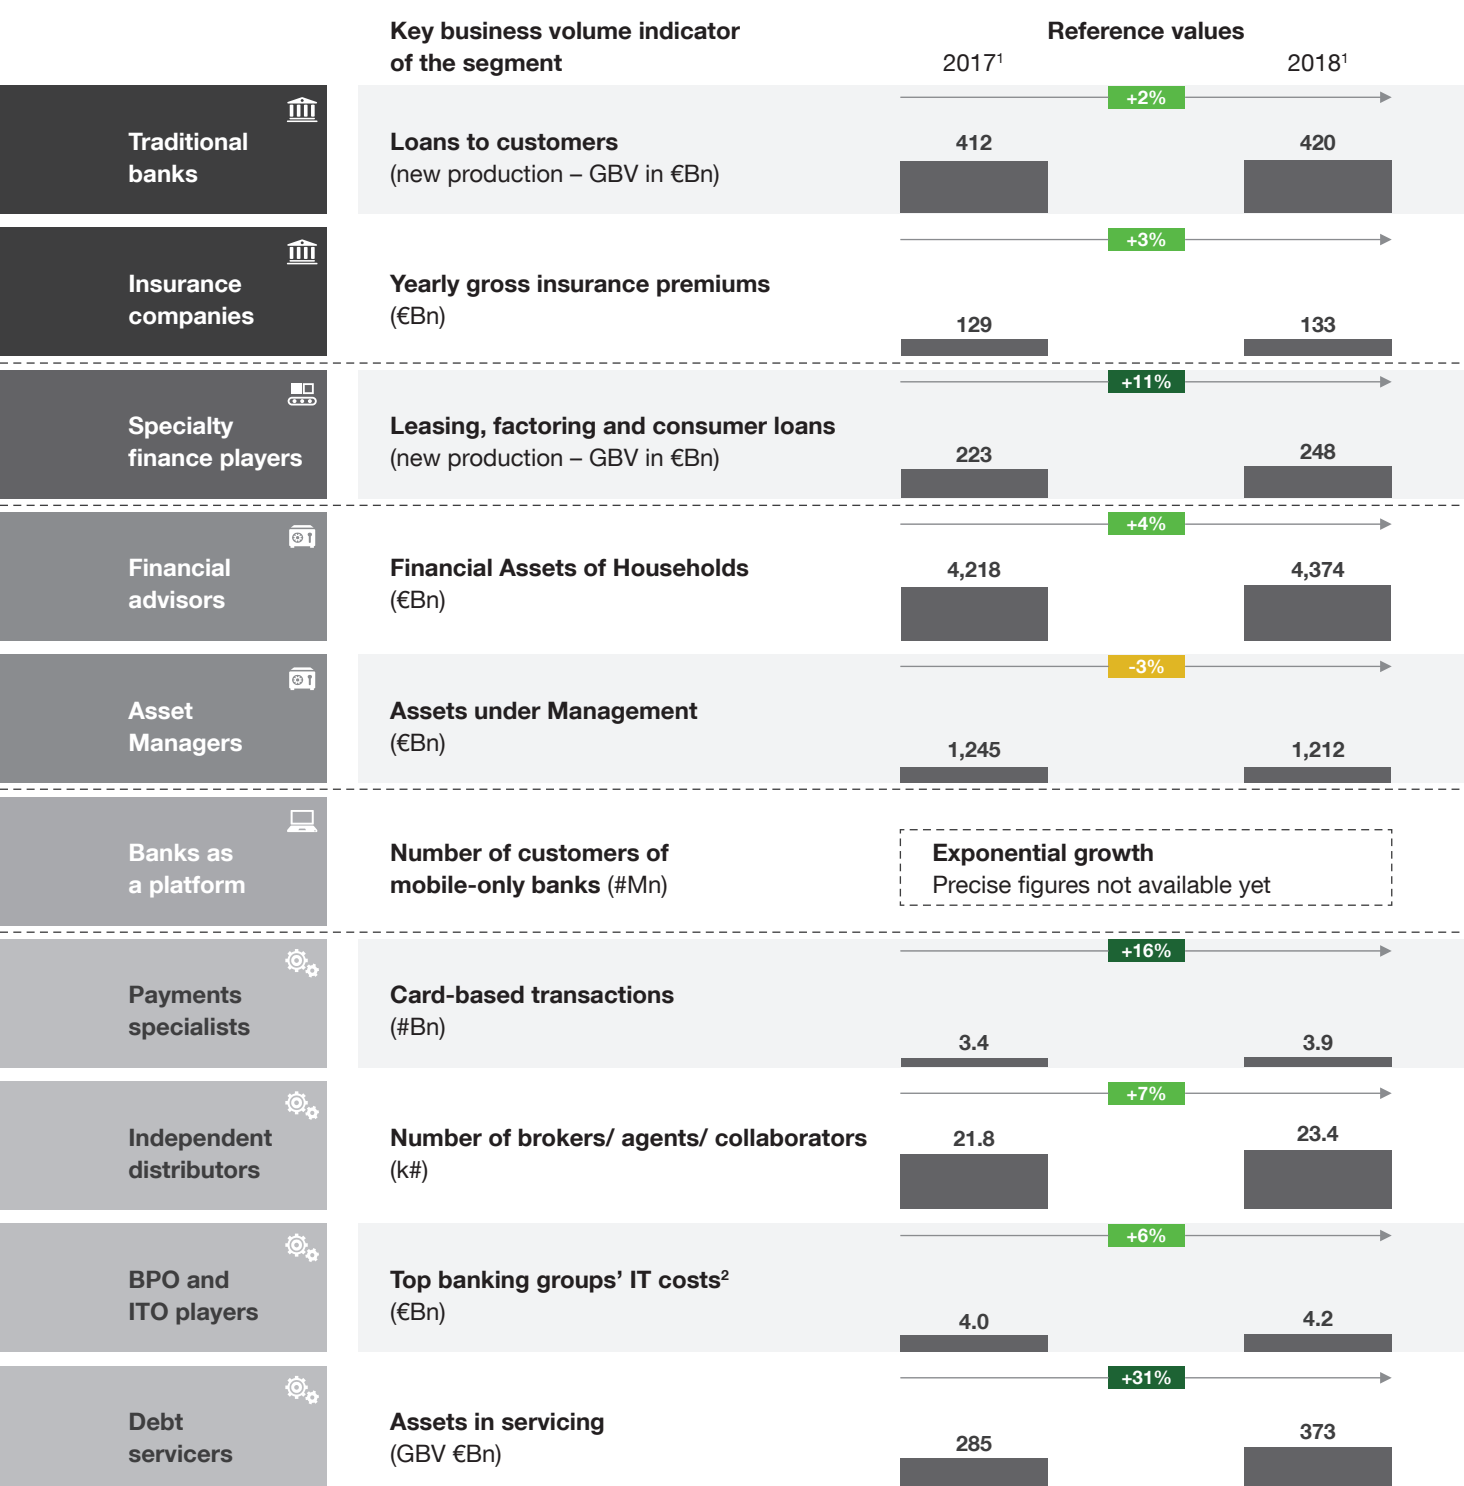 Key business volume indicator
of the segment
Reference values
2017¹
2018¹
Traditional
banks
Loans to customers
(new production – GBV in €Bn)
+2%
412
420
Insurance
companies
Yearly gross insurance premiums
(€Bn)
+3%
129
133
Specialty
finance players
Leasing, factoring and consumer loans
(new production – GBV in €Bn)
+11%
223
248
Financial
advisors
Financial Assets of Households
(€Bn)
+4%
4,218
4,374
Asset
Managers
Assets under Management
(€Bn)
-3%
1,245
1,212
Banks as
a platform
Number of customers of
mobile-only banks (#Mn)
Exponential growth
Precise figures not available yet
Payments
specialists
Card-based transactions
(#Bn)
+16%
3.4
3.9
Independent
distributors
Number of brokers/ agents/ collaborators
(k#)
+7%
21.8
23.4
BPO and
ITO players
Top banking groups’ IT costs²
(€Bn)
+6%
4.0
4.2
Debt
servicers
Assets in servicing
(GBV €Bn)
+31%
285
373